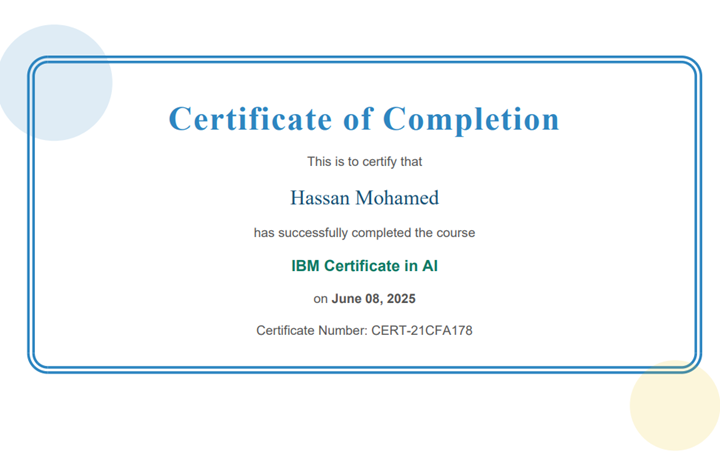 Certificate of Completion
This is to certify that
Hassan Mohamed
has successfully completed the course
IBM Certificate in AI
on June 08, 2025
Certificate Number: CERT-21CFA178